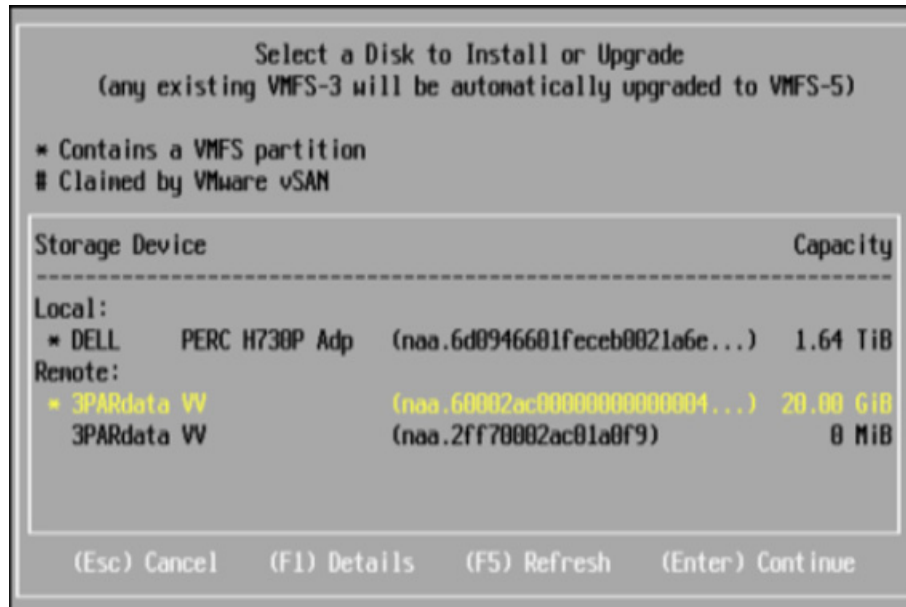 Select a Disk to Install or Upgrade
(any existing VMFS-3 will be automatically upgraded to VMFS-5)
* Contains a VMFS partition
# Claimed by VMware vSAN
Storage Device Capacity
--------------------------------------------------------------------
Local:
* DELL PERC H730P Adp (naa.6d0946601feceb0021a6e...) 1.64 TiB
Remote:
* 3PARdata VV (naa.60002ac00000000000004...) 20.00 GiB
3PARdata VV (naa.2ff70002ac01a0f9) 0 MiB
(Esc) Cancel (F1) Details (F5) Refresh (Enter) Continue